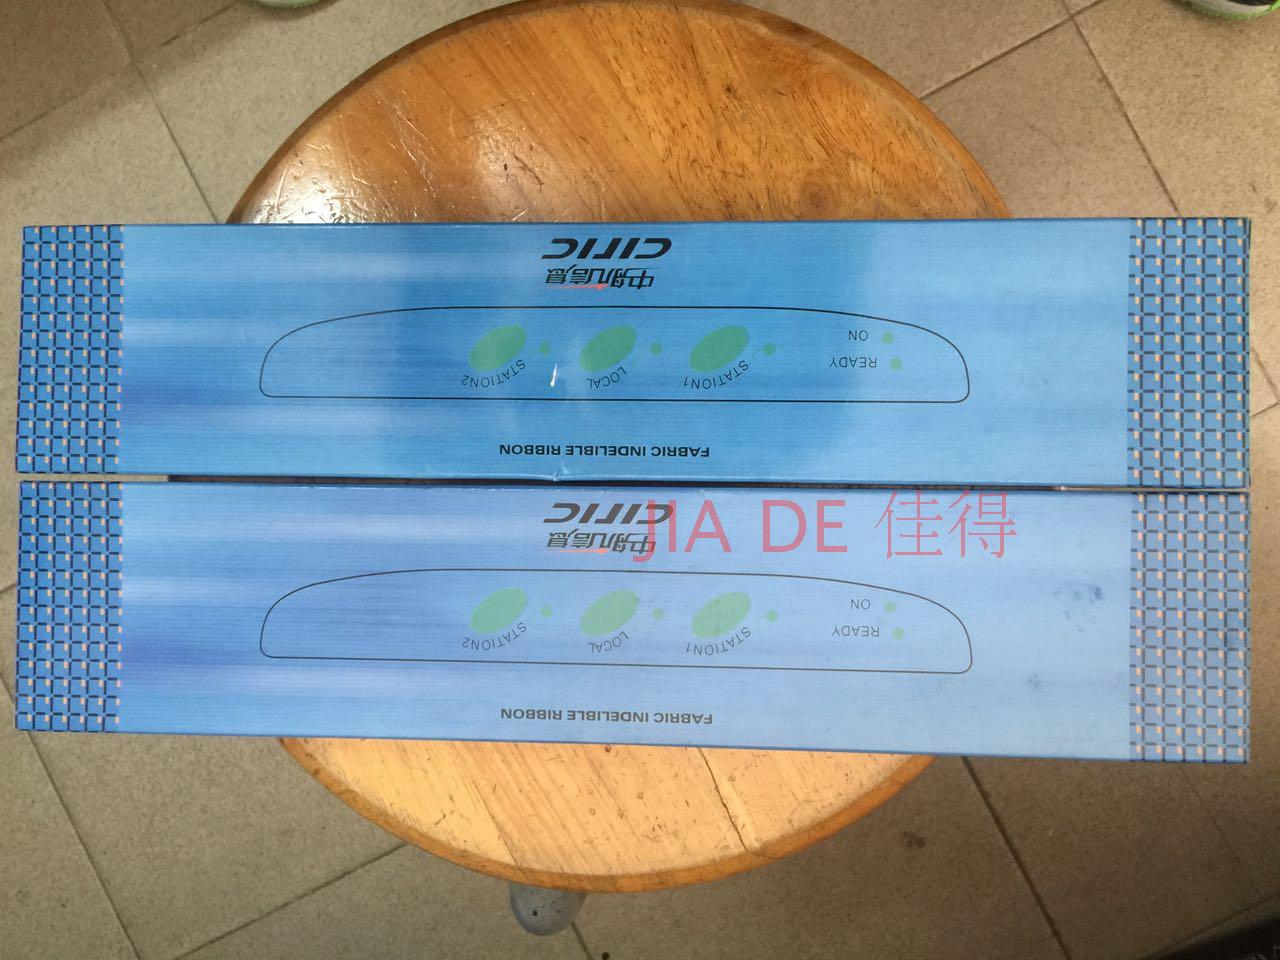 FABRIC INDELIBLE RIBBON
READY
ON
STATION1
LOCAL
STATION2
中航信息
CITIC
FABRIC INDELIBLE RIBBON
READY
ON
STATION1
LOCAL
STATION2
中航信息
CITIC
JIA DE 佳得